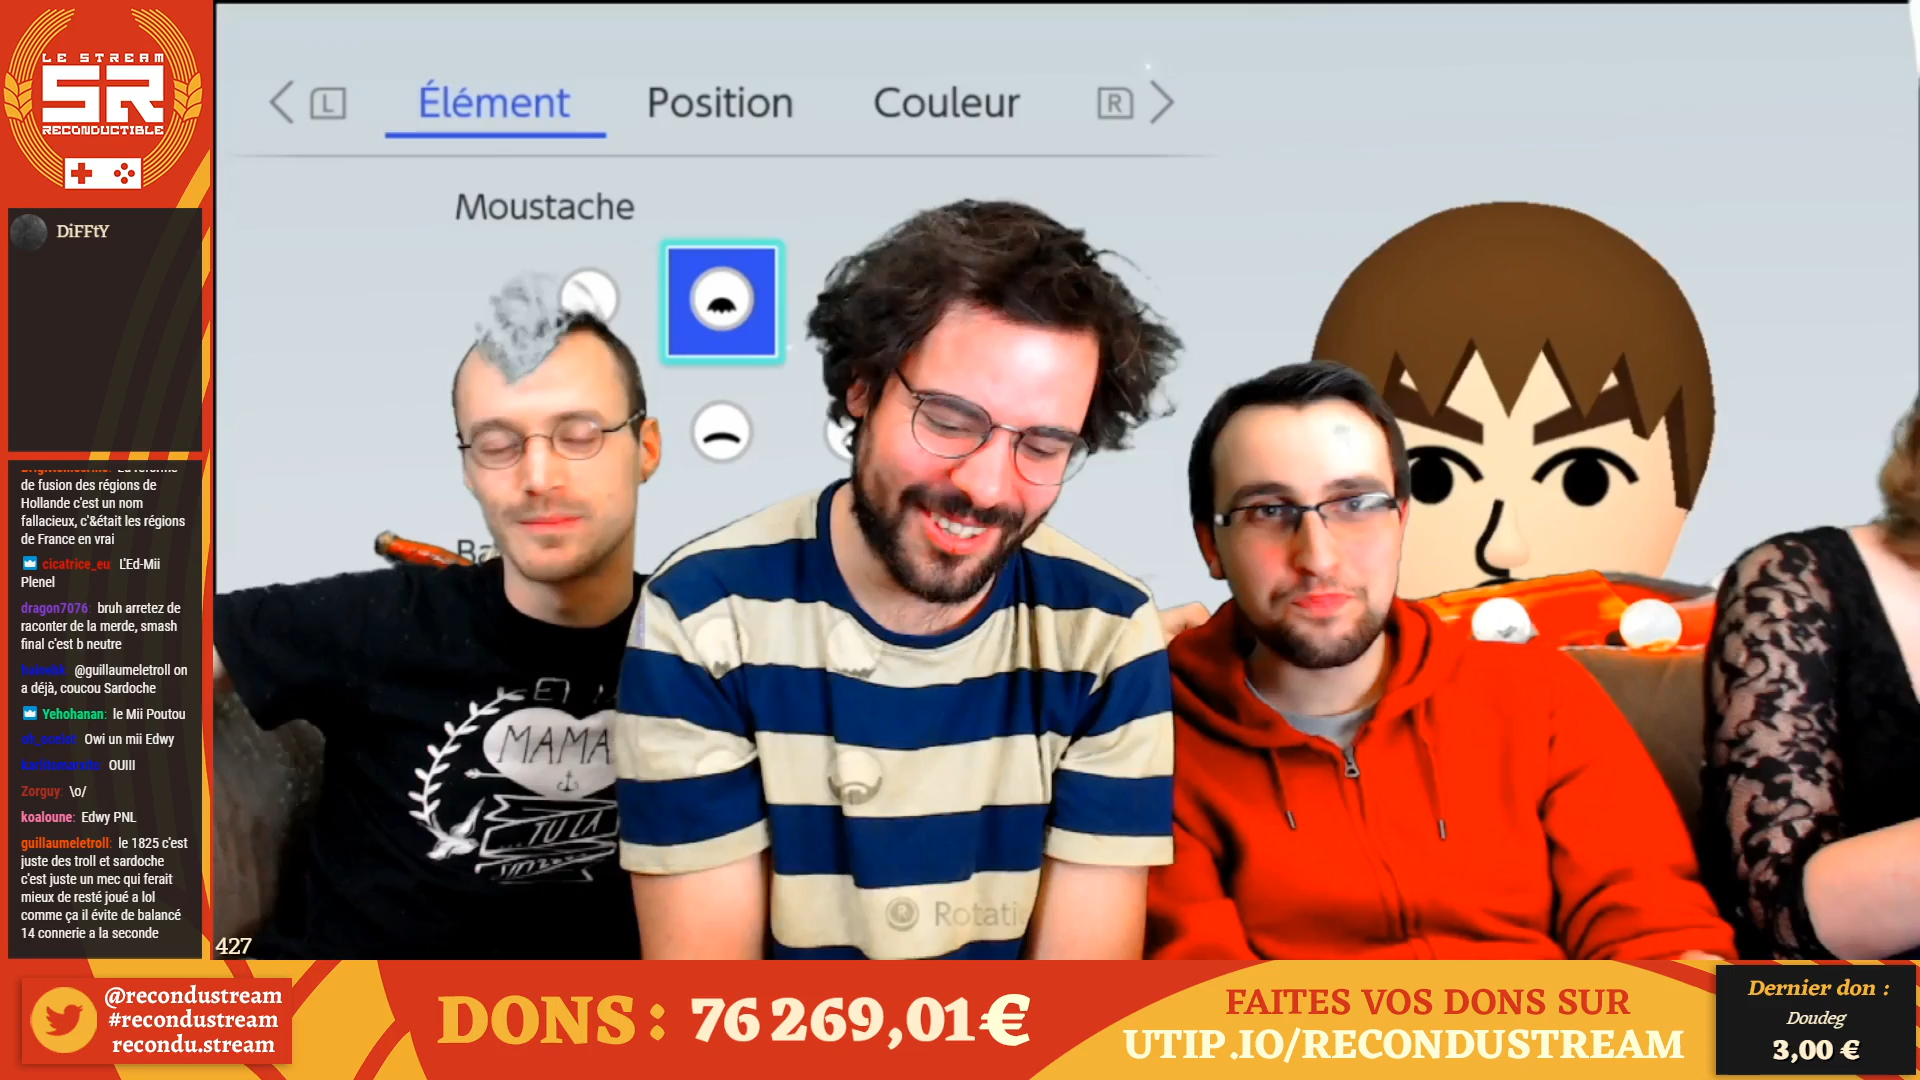 LE STREAM
SR
RECONDUCTIBLE
DiFFtY
de fusion des régions de
Hollande c'est un nom
fallacieux, c'&était les régions
de France en vrai
cicatrice_eu L'Ed-Mii
Plenel
dragon7076: bruh arretez de
raconter de la merde, smash
final c'est b neutre
@guillaumeletroll on
a déjà, coucou Sardoche
Yehohanan: le Mii Poutou
Owi un mii Edwy
OUIII
Zorguy: \o/
koaloune: Edwy PNL
guillaumeletroll: le 1825 c'est
juste des troll et sardoche
c'est juste un mec qui ferait
mieux de resté joué a lol
comme ça il évite de balancé
14 connerie a la seconde
L Élément Position Couleur R
Moustache
Ba
MAMA
TU LA
R Rotati
427
@recondustream
#recondustream
recondu.stream
DONS : 76 269,01 €
FAITES VOS DONS SUR
UTIP.IO/RECONDUSTREAM
Dernier don :
Doudeg
3,00 €